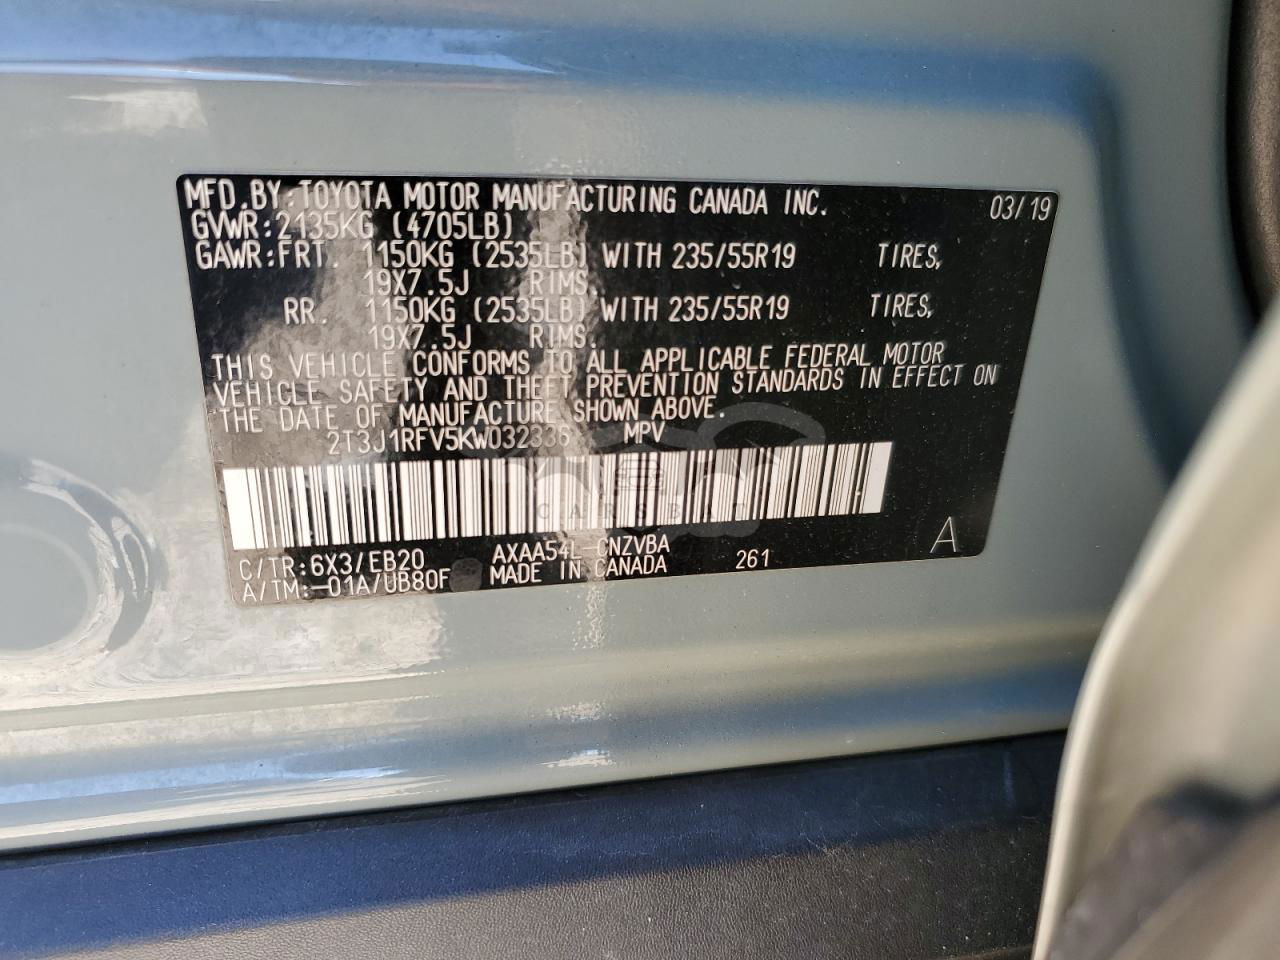 MFD.BY:TOYOTA MOTOR MANUFACTURING CANADA INC. 03/19
GVWR:2135KG (4705LB)
GAWR:FRT. 1150KG (2535LB) WITH 235/55R19 TIRES,
19X7.5J RIMS.
RR. 1150KG (2535LB) WITH 235/55R19 TIRES,
19X7.5J RIMS.
THIS VEHICLE CONFORMS TO ALL APPLICABLE FEDERAL MOTOR
VEHICLE SAFETY AND THEFT PREVENTION STANDARDS IN EFFECT ON
THE DATE OF MANUFACTURE SHOWN ABOVE.
2T3J1RFV5KW032336 MPV
CARSBAT
C/TR:6X3/EB20 AXAA54L-CNZVBA 261 A
A/TM:-01A/UB80F MADE IN CANADA